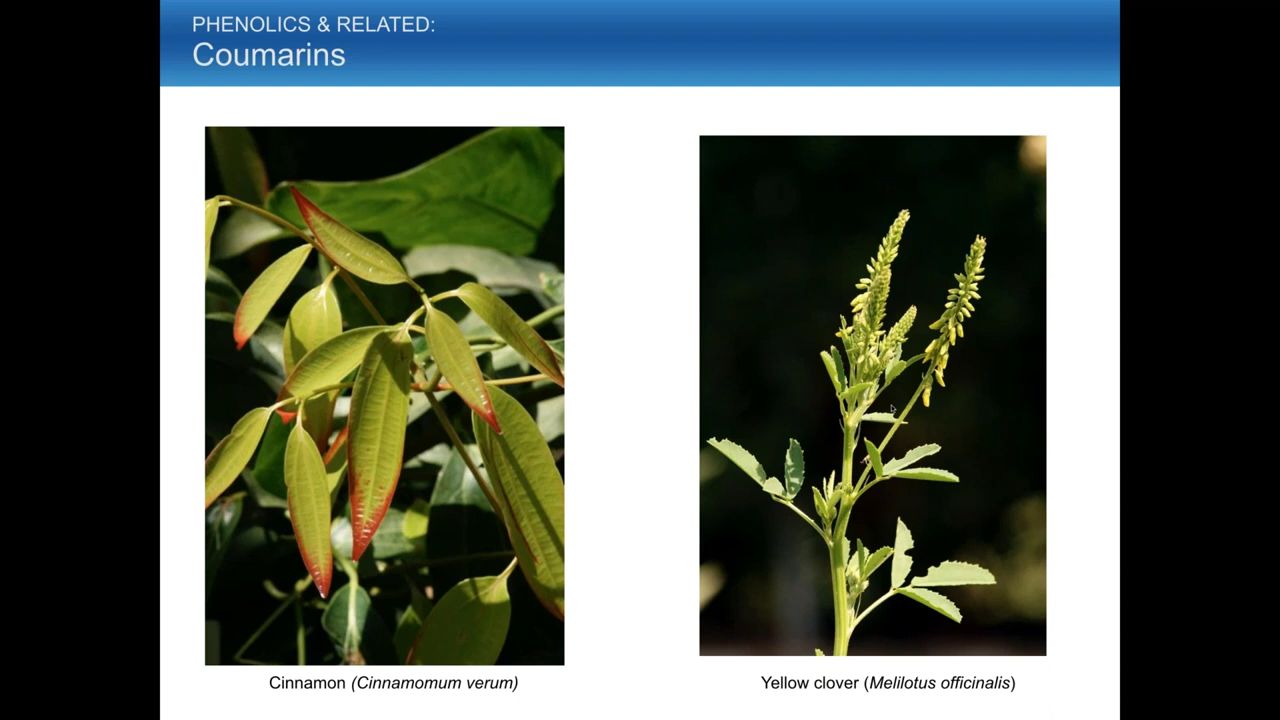 PHENOLICS & RELATED:
Coumarins
Cinnamon (Cinnamomum verum)
Yellow clover (Melilotus officinalis)